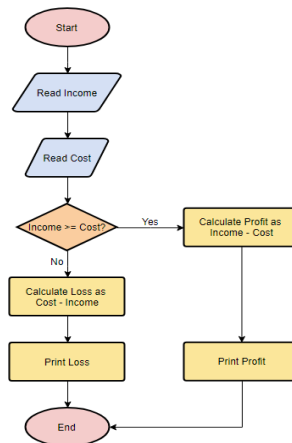 Start
Read Income
Read Cost
Income >= Cost?
Yes
Calculate Profit as
Income - Cost
No
Calculate Loss as
Cost - Income
Print Loss
Print Profit
End